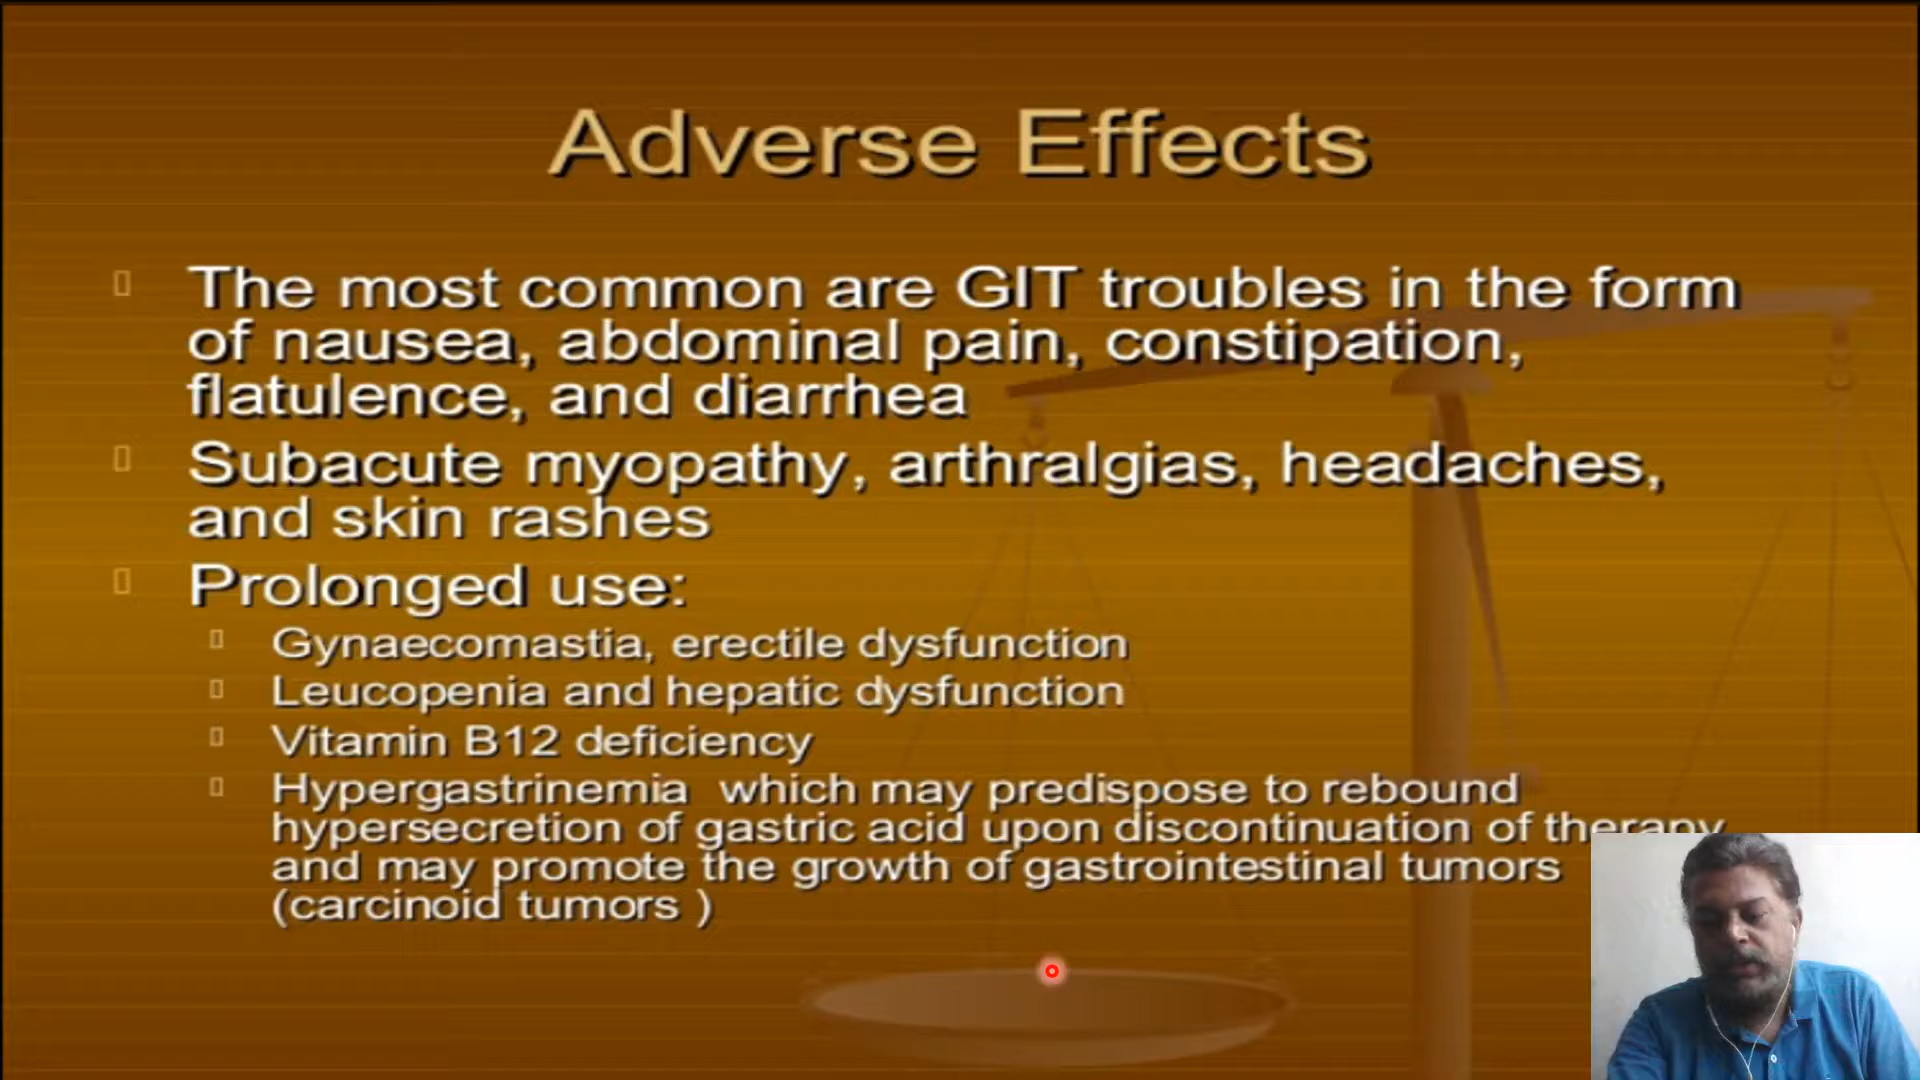 Adverse Effects
The most common are GIT troubles in the form
of nausea, abdominal pain, constipation,
flatulence, and diarrhea
Subacute myopathy, arthralgias, headaches,
and skin rashes
Prolonged use:
Gynaecomastia, erectile dysfunction
Leucopenia and hepatic dysfunction
Vitamin B12 deficiency
Hypergastrinemia which may predispose to rebound
hypersecretion of gastric acid upon discontinuation of therapy
and may promote the growth of gastrointestinal tumors
(carcinoid tumors )